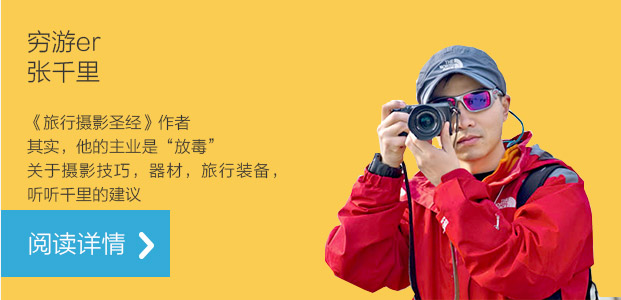 穷游er
张千里
《旅行摄影圣经》作者
其实，他的主业是“放毒”
关于摄影技巧，器材，旅行装备，
听听千里的建议
阅读详情